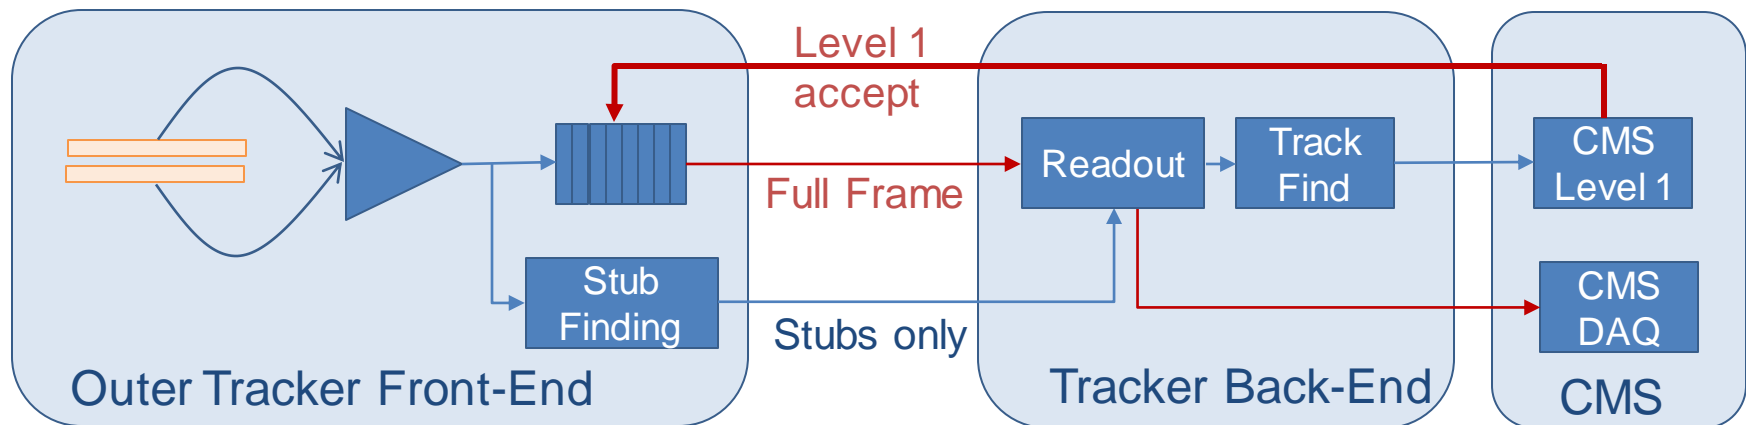 Level 1
accept
Full Frame
Stub
Finding
Stubs only
Outer Tracker Front-End
Readout
Track
Find
Tracker Back-End
CMS
Level 1
CMS
DAQ
CMS